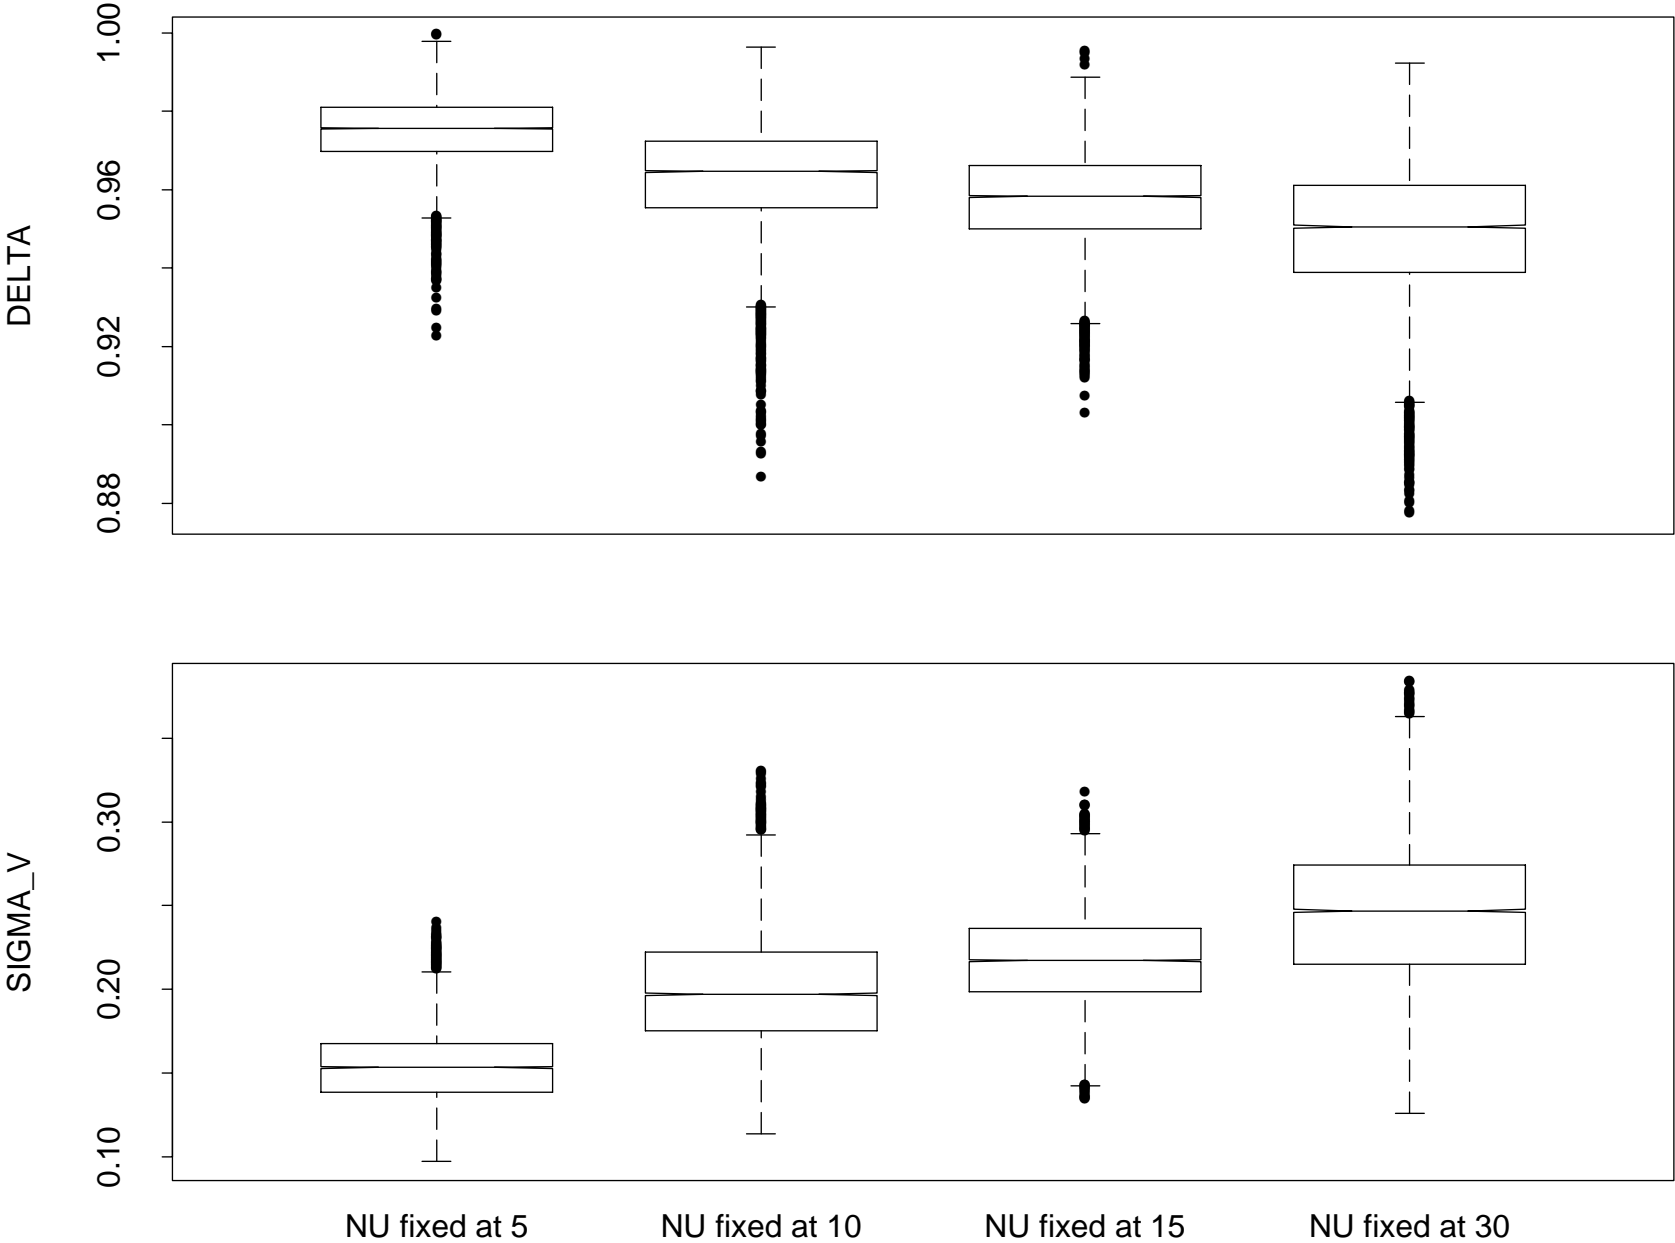 DELTA
1.00
0.96
0.92
0.88
SIGMA_V
0.30
0.20
0.10
NU fixed at 5
NU fixed at 10
NU fixed at 15
NU fixed at 30